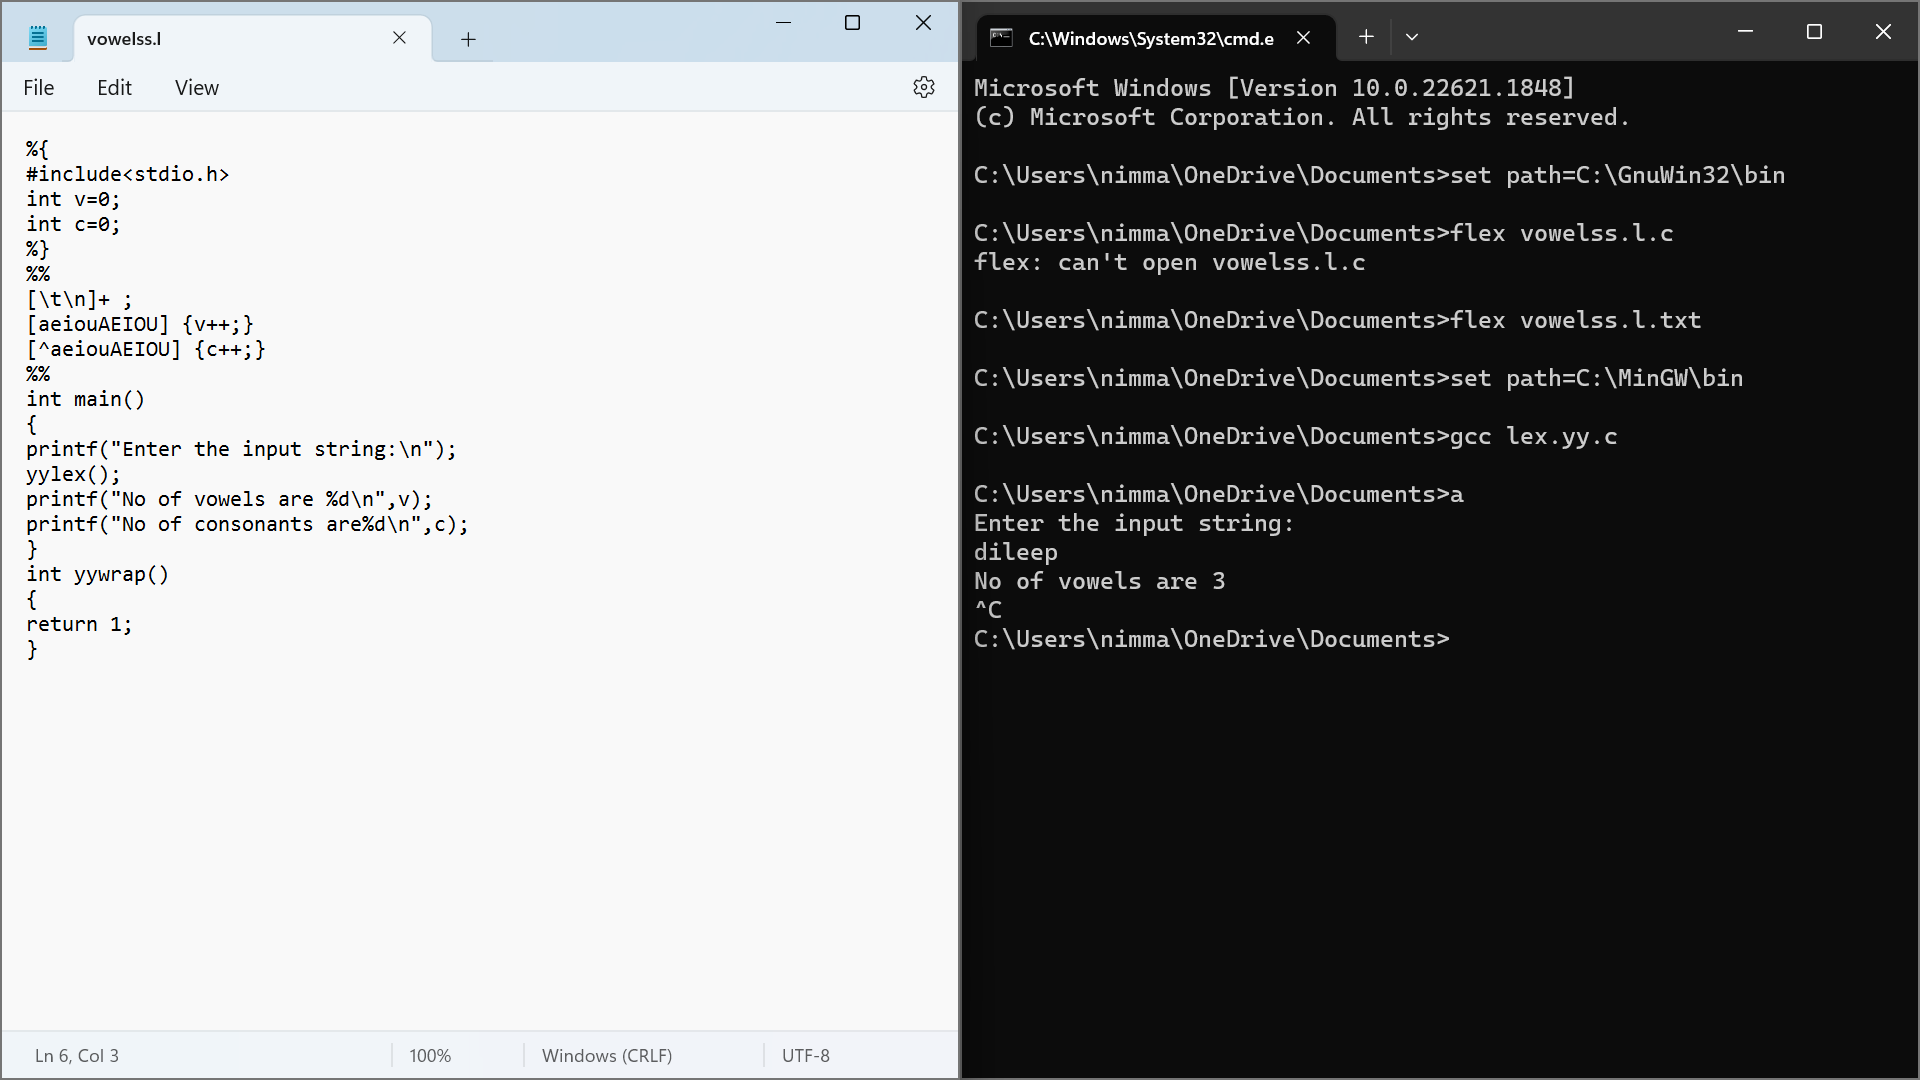 vowelss.l
File Edit View
%{
#include<stdio.h>
int v=0;
int c=0;
%}
%%
[\t\n]+ ;
[aeiouAEIOU] {v++;}
[^aeiouAEIOU] {c++;}
%%
int main()
{
printf("Enter the input string:\n");
yylex();
printf("No of vowels are %d\n",v);
printf("No of consonants are%d\n",c);
}
int yywrap()
{
return 1;
}
Ln 6, Col 3 100% Windows (CRLF) UTF-8
C:\Windows\System32\cmd.e
Microsoft Windows [Version 10.0.22621.1848]
(c) Microsoft Corporation. All rights reserved.
C:\Users\nimma\OneDrive\Documents>set path=C:\GnuWin32\bin
C:\Users\nimma\OneDrive\Documents>flex vowelss.l.c
flex: can't open vowelss.l.c
C:\Users\nimma\OneDrive\Documents>flex vowelss.l.txt
C:\Users\nimma\OneDrive\Documents>set path=C:\MinGW\bin
C:\Users\nimma\OneDrive\Documents>gcc lex.yy.c
C:\Users\nimma\OneDrive\Documents>a
Enter the input string:
dileep
No of vowels are 3
^C
C:\Users\nimma\OneDrive\Documents>